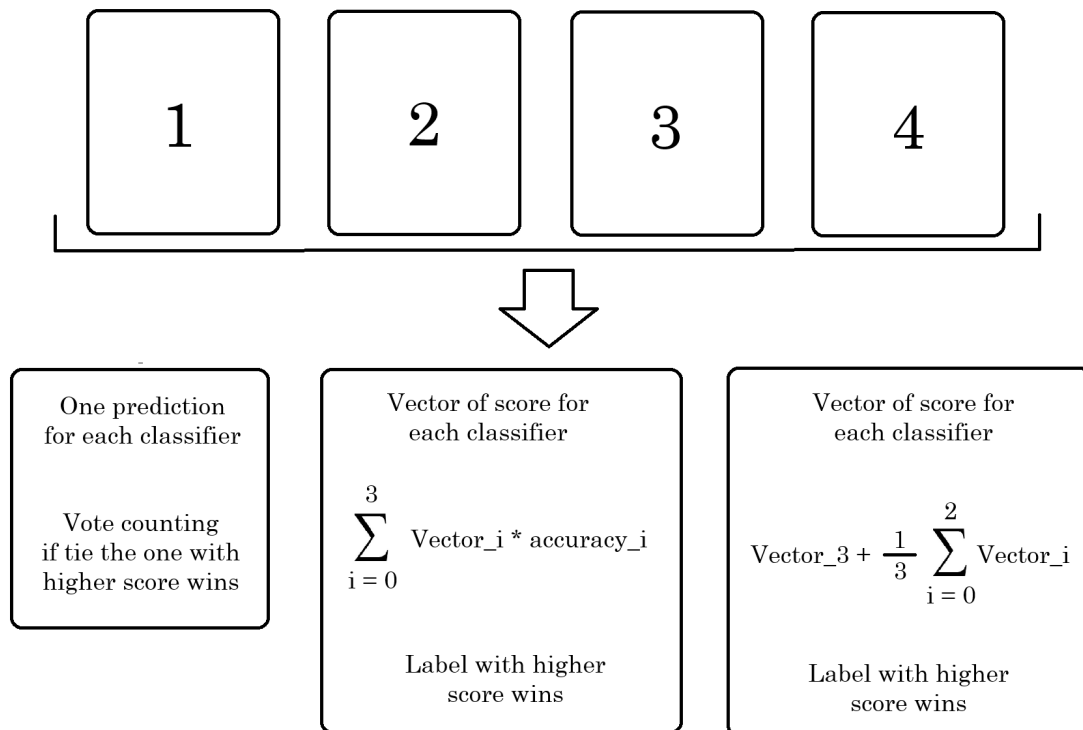 1
2
3
4
One prediction
for each classifier
Vote counting
if tie the one with
higher score wins
Vector of score for
each classifier
3
∑ Vector_i * accuracy_i
i = 0
Label with higher
score wins
Vector of score for
each classifier
2
Vector_3 + 1/3 ∑ Vector_i
i = 0
Label with higher
score wins